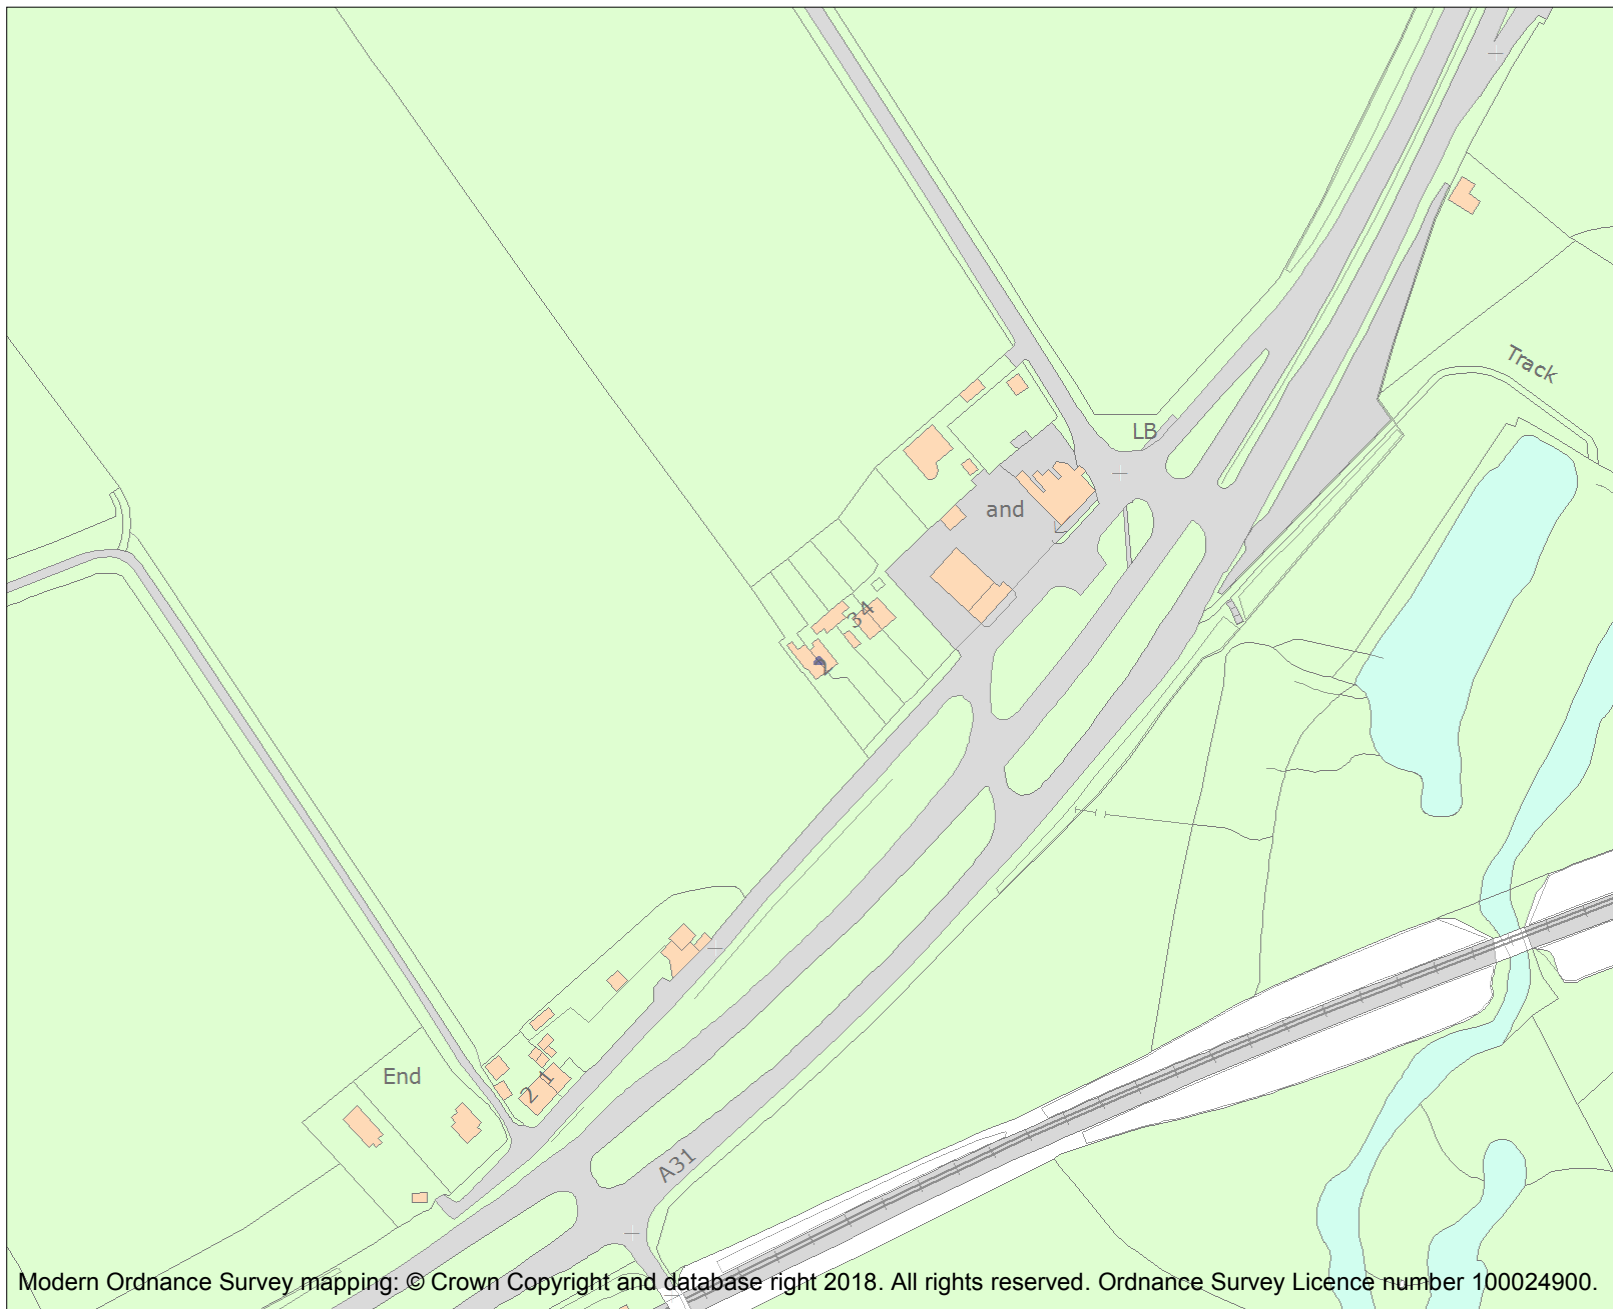 Track
LB
and
3 4
End
2 1
A31
Modern Ordnance Survey mapping: © Crown Copyright and database right 2018. All rights reserved. Ordnance Survey Licence number 100024900.